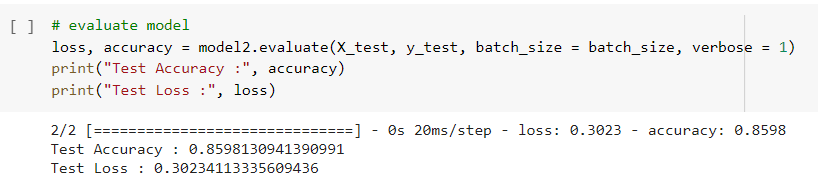 [ ] # evaluate model
loss, accuracy = model2.evaluate(X_test, y_test, batch_size = batch_size, verbose = 1)
print("Test Accuracy :", accuracy)
print("Test Loss :", loss)
2/2 [==============================] - 0s 20ms/step - loss: 0.3023 - accuracy: 0.8598
Test Accuracy : 0.8598130941390991
Test Loss : 0.30234113335609436